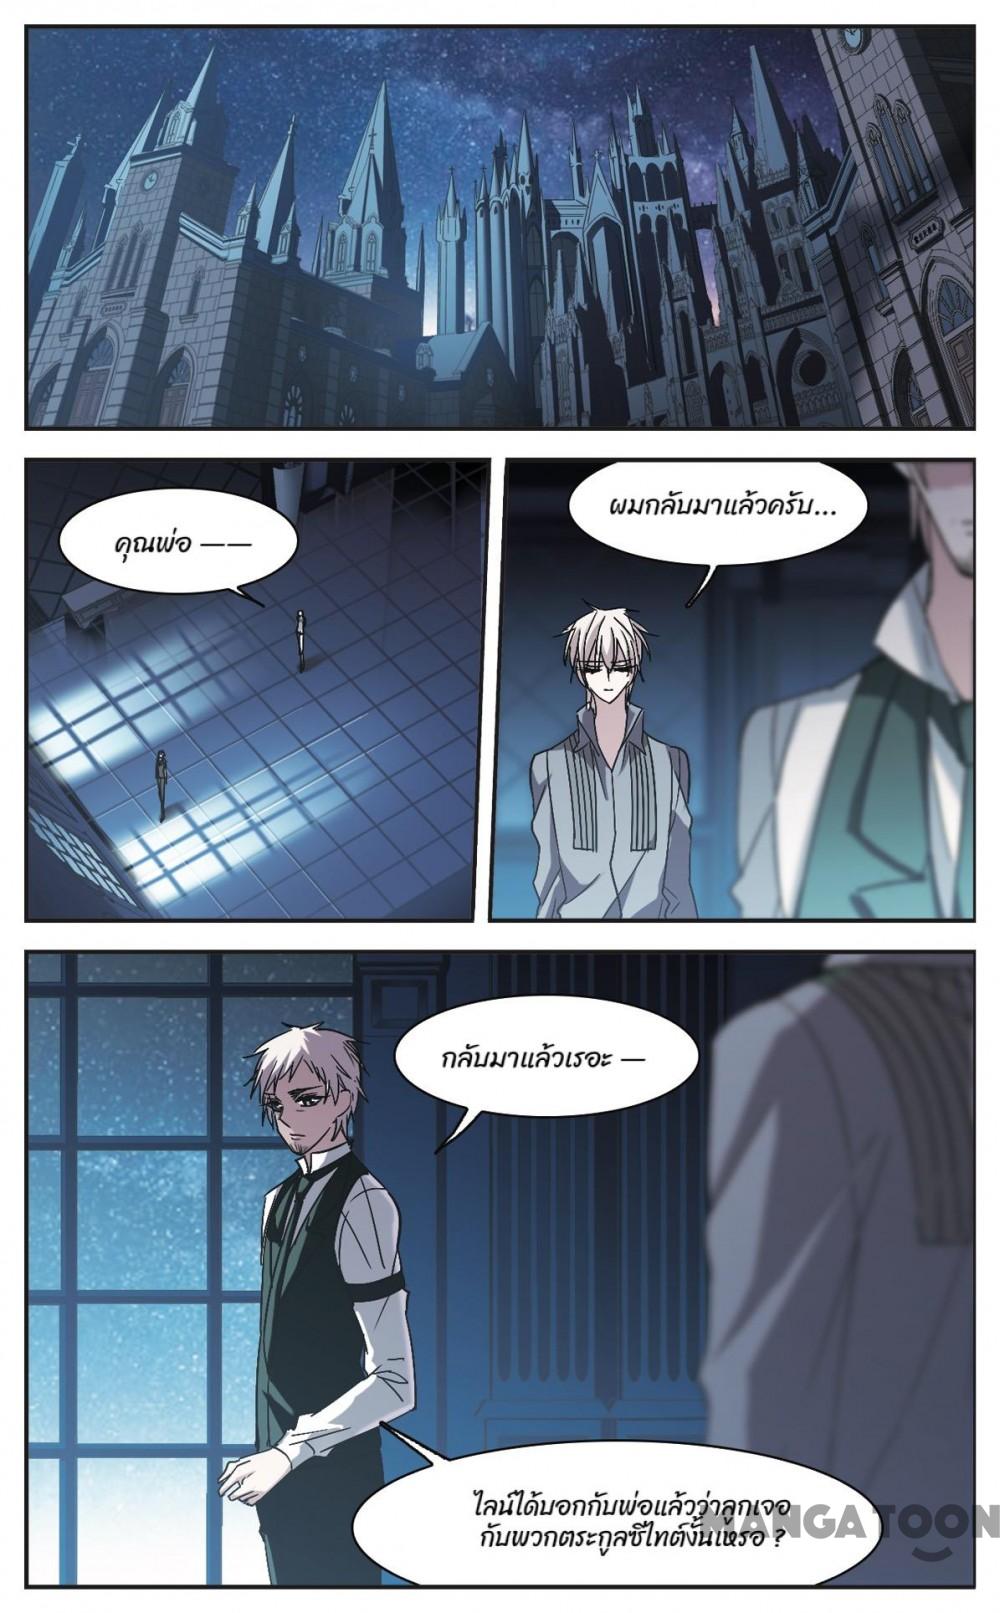 คุณพ่อ ——
ผมกลับมาแล้วครับ...
กลับมาแล้วเรอะ —
ไลน์ได้บอกกับพ่อแล้วว่าลูกเจอ
กับพวกตระกูลซีไทต์งั้นเหรอ ?
MANGATOON